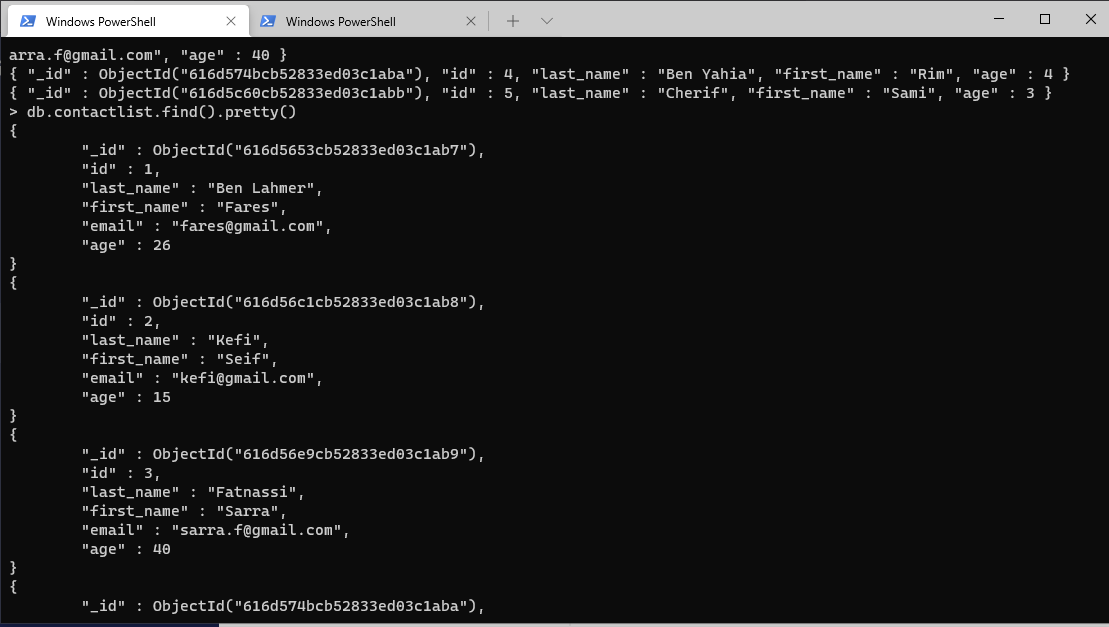 Windows PowerShell
Windows PowerShell
arra.f@gmail.com", "age" : 40 }
{ "_id" : ObjectId("616d574bcb52833ed03c1aba"), "id" : 4, "last_name" : "Ben Yahia", "first_name" : "Rim", "age" : 4 }
{ "_id" : ObjectId("616d5c60cb52833ed03c1abb"), "id" : 5, "last_name" : "Cherif", "first_name" : "Sami", "age" : 3 }
> db.contactlist.find().pretty()
{
        "_id" : ObjectId("616d5653cb52833ed03c1ab7"),
        "id" : 1,
        "last_name" : "Ben Lahmer",
        "first_name" : "Fares",
        "email" : "fares@gmail.com",
        "age" : 26
}
{
        "_id" : ObjectId("616d56c1cb52833ed03c1ab8"),
        "id" : 2,
        "last_name" : "Kefi",
        "first_name" : "Seif",
        "email" : "kefi@gmail.com",
        "age" : 15
}
{
        "_id" : ObjectId("616d56e9cb52833ed03c1ab9"),
        "id" : 3,
        "last_name" : "Fatnassi",
        "first_name" : "Sarra",
        "email" : "sarra.f@gmail.com",
        "age" : 40
}
{
        "_id" : ObjectId("616d574bcb52833ed03c1aba"),